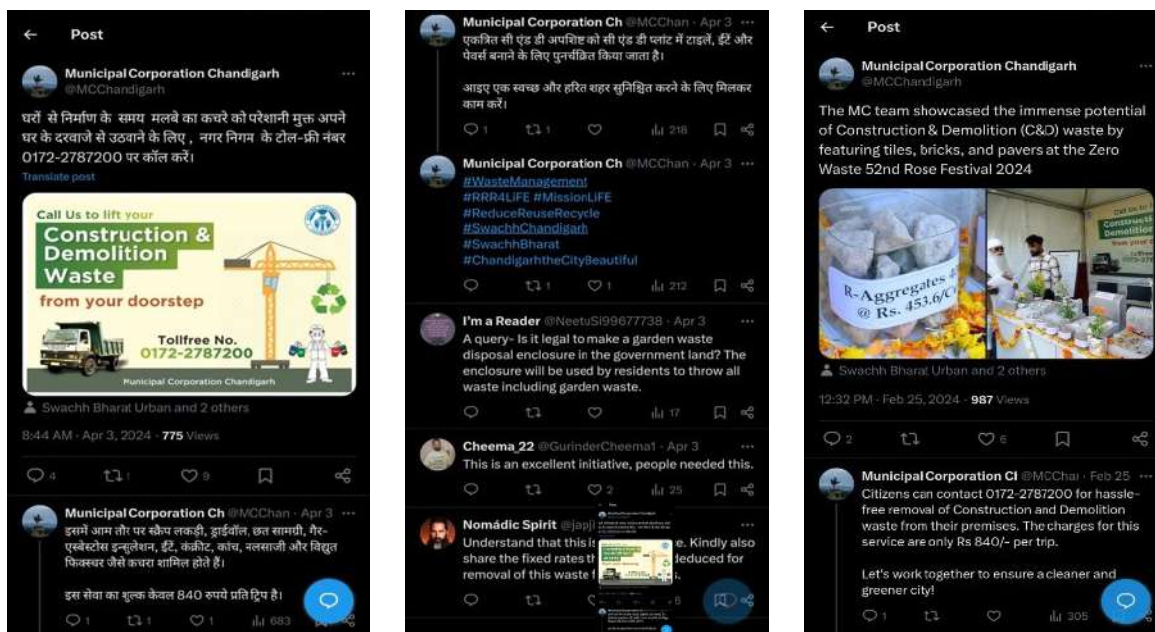 Post
Municipal Corporation Chandigarh
@MCChandigarh
घरों से निर्माण के समय मलबे का कचरे को परेशानी मुक्त अपने
घर के दरवाजे से उठवाने के लिए , नगर निगम के टोल-फ्री नंबर
0172-2787200 पर कॉल करें।
Translate post
Call Us to lift your
Construction &
Demolition
Waste
from your doorstep
Tollfree No.
0172-2787200
Municipal Corporation Chandigarh
Swachh Bharat Urban and 2 others
8:44 AM · Apr 3, 2024 · 775 Views
4 1 9
Municipal Corporation Ch @MCChan · Apr 3
इसमें आम तौर पर स्क्रैप लकड़ी, ड्राईवॉल, छत सामग्री, गैर-
एस्बेस्टोस इन्सुलेशन, ईंटें, कंक्रीट, कांच, नलसाजी और विद्युत
फिक्स्चर जैसे कचरा शामिल होते हैं।
इस सेवा का शुल्क केवल 840 रुपये प्रति ट्रिप है।
1 1 1 683
Municipal Corporation Ch @MCChan · Apr 3
एकत्रित सी एंड डी अपशिष्ट को सी एंड डी प्लांट में टाइलें, ईंटें और
पेवर्स बनाने के लिए पुनर्चक्रित किया जाता है।
आइए एक स्वच्छ और हरित शहर सुनिश्चित करने के लिए मिलकर
काम करें।
1 1 218
Municipal Corporation Ch @MCChan · Apr 3
#WasteManagement
#RRR4LiFE #MissionLiFE
#ReduceReuseRecycle
#SwachhChandigarh
#SwachhBharat
#ChandigarhtheCityBeautiful
1 1 212
I'm a Reader @NeetuSi99677738 · Apr 3
A query- Is it legal to make a garden waste
disposal enclosure in the government land? The
enclosure will be used by residents to throw all
waste including garden waste.
17
Cheema_22 @GurinderCheema1 · Apr 3
This is an excellent initiative, people needed this.
2 25
Nomádic Spirit @japji
Understand that this is ce. Kindly also
share the fixed rates th deduced for
removal of this waste f s.
Post
Municipal Corporation Chandigarh
@MCChandigarh
The MC team showcased the immense potential
of Construction & Demolition (C&D) waste by
featuring tiles, bricks, and pavers at the Zero
Waste 52nd Rose Festival 2024
R-Aggregates
@ Rs. 453.6/C
Call Us to
Constructi
Demolition
from your d
Swachh Bharat Urban and 2 others
12:32 PM · Feb 25, 2024 · 987 Views
2 6
Municipal Corporation Cl @MCChai · Feb 25
Citizens can contact 0172-2787200 for hassle-
free removal of Construction and Demolition
waste from their premises. The charges for this
service are only Rs 840/- per trip.
Let's work together to ensure a cleaner and
greener city!
1 305